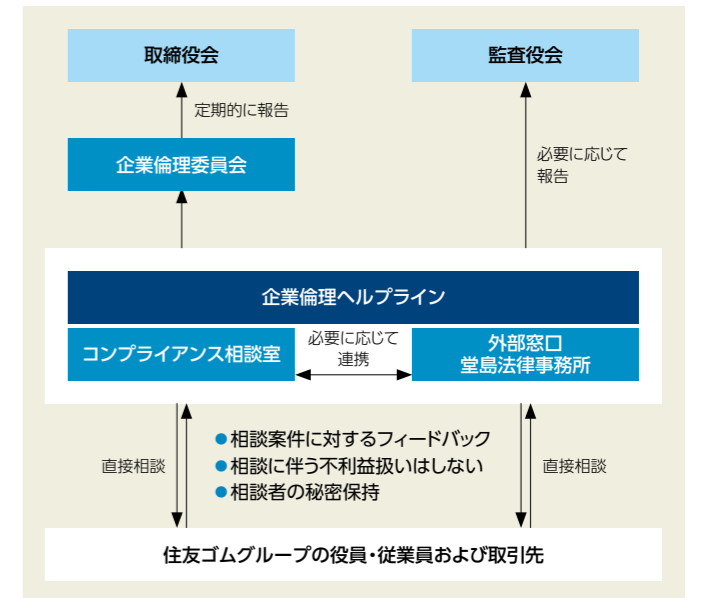 取締役会
監査役会
定期的に報告
企業倫理委員会
必要に応じて
報告
企業倫理ヘルプライン
コンプライアンス相談室
必要に応じて
連携
外部窓口
堂島法律事務所
直接相談
●相談案件に対するフィードバック
●相談に伴う不利益扱いはしない
●相談者の秘密保持
直接相談
住友ゴムグループの役員・従業員および取引先